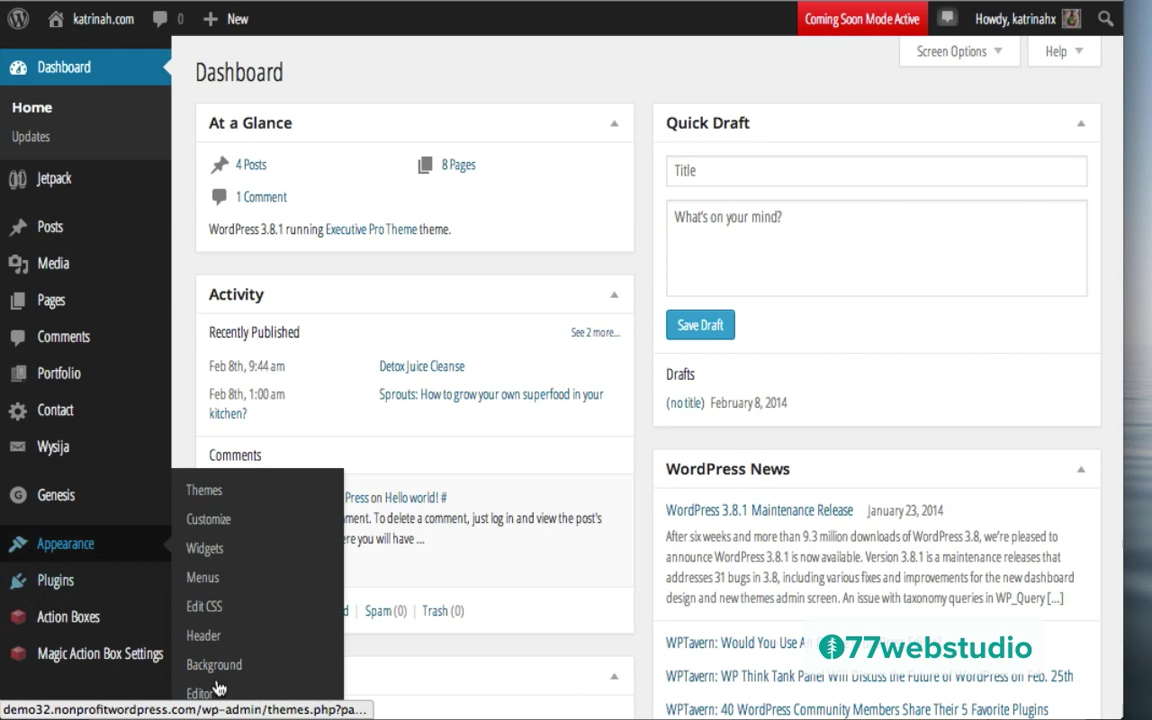 katrinah.com 0 New Coming Soon Mode Active Howdy, katrinahx
Screen Options Help
Dashboard
Home
Updates
Jetpack
Posts
Media
Pages
Comments
Portfolio
Contact
Wysija
Genesis
Appearance
Plugins
Action Boxes
Magic Action Box Settings
Themes
Customize
Widgets
Menus
Edit CSS
Header
Background
Editor
Dashboard
At a Glance
4 Posts 8 Pages
1 Comment
WordPress 3.8.1 running Executive Pro Theme theme.
Activity
Recently Published See 2 more...
Feb 8th, 9:44 am Detox Juice Cleanse
Feb 8th, 1:00 am Sprouts: How to grow your own superfood in your
kitchen?
Comments
Press on Hello world! #
ment. To delete a comment, just log in and view the post's
ere you will have ...
d | Spam (0) | Trash (0)
Quick Draft
Title
What's on your mind?
Save Draft
Drafts
(no title) February 8, 2014
WordPress News
WordPress 3.8.1 Maintenance Release January 23, 2014
After six weeks and more than 9.3 million downloads of WordPress 3.8, we're pleased to
announce WordPress 3.8.1 is now available. Version 3.8.1 is a maintenance releases that
addresses 31 bugs in 3.8, including various fixes and improvements for the new dashboard
design and new themes admin screen. An issue with taxonomy queries in WP_Query [...]
WPTavern: Would You Use
77webstudio
WPTavern: WP Think Tank Panel Will Discuss the Future of WordPress on Feb. 25th
WPTavern: 40 WordPress Community Members Share Their 5 Favorite Plugins
demo32.nonprofitwordpress.com/wp-admin/themes.php?pa...